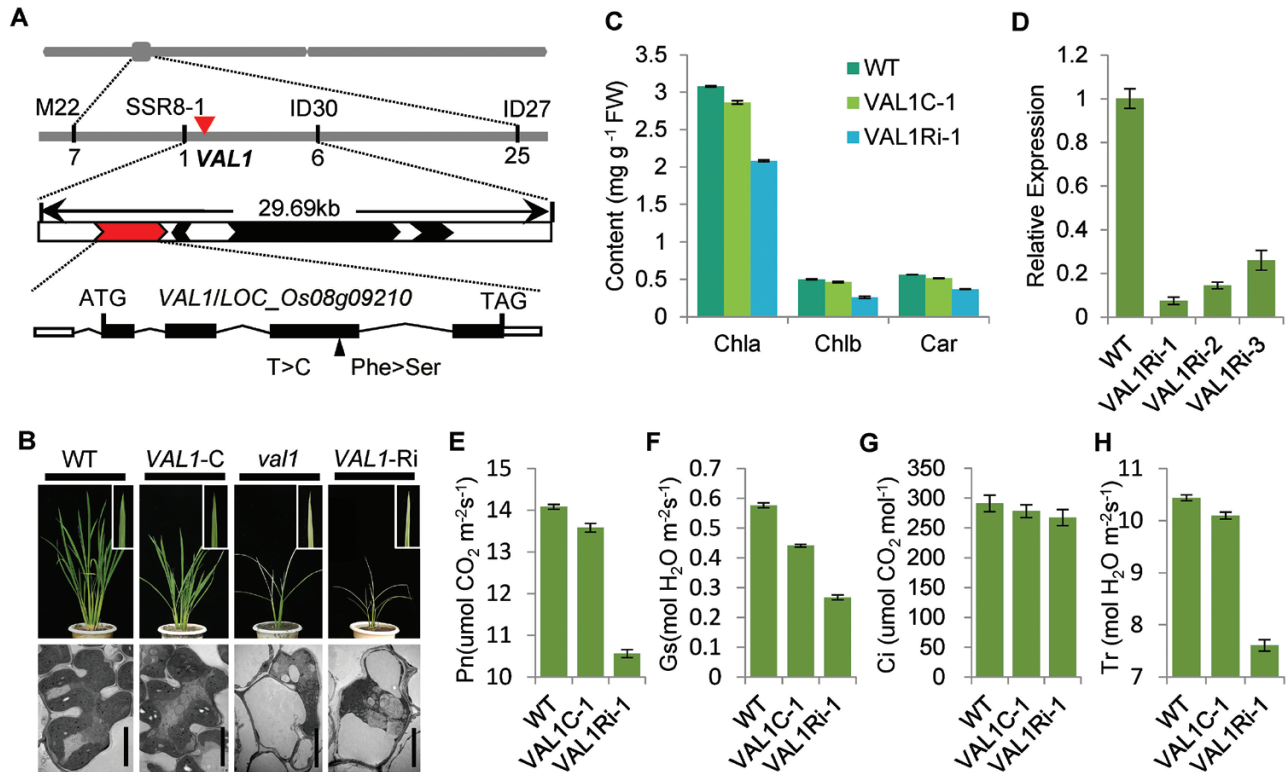 A
M22 SSR8-1 ID30 ID27
7 1 VAL1 6 25
29.69kb
ATG VAL1/LOC_Os08g09210 TAG
T>C Phe>Ser
B
WT VAL1-C val1 VAL1-Ri
C
Content (mg g -1 FW)
3.5
3
2.5
2
1.5
1
0.5
0
WT
VAL1C-1
VAL1Ri-1
Chla Chlb Car
D
Relative Expression
1.2
1
0.8
0.6
0.4
0.2
0
WT
VAL1Ri-1
VAL1Ri-2
VAL1Ri-3
E
Pn(umol CO2 m-2s-1)
15
14
13
12
11
10
WT
VAL1C-1
VAL1Ri-1
F
Gs(mol H2O m-2s-1)
0.7
0.6
0.5
0.4
0.3
0.2
0.1
0
WT
VAL1C-1
VAL1Ri-1
G
Ci (umol CO2 mol-1)
350
300
250
200
150
100
50
0
WT
VAL1C-1
VAL1Ri-1
H
Tr (mol H2O m-2s-1)
11
10
9
8
7
WT
VAL1C-1
VAL1Ri-1